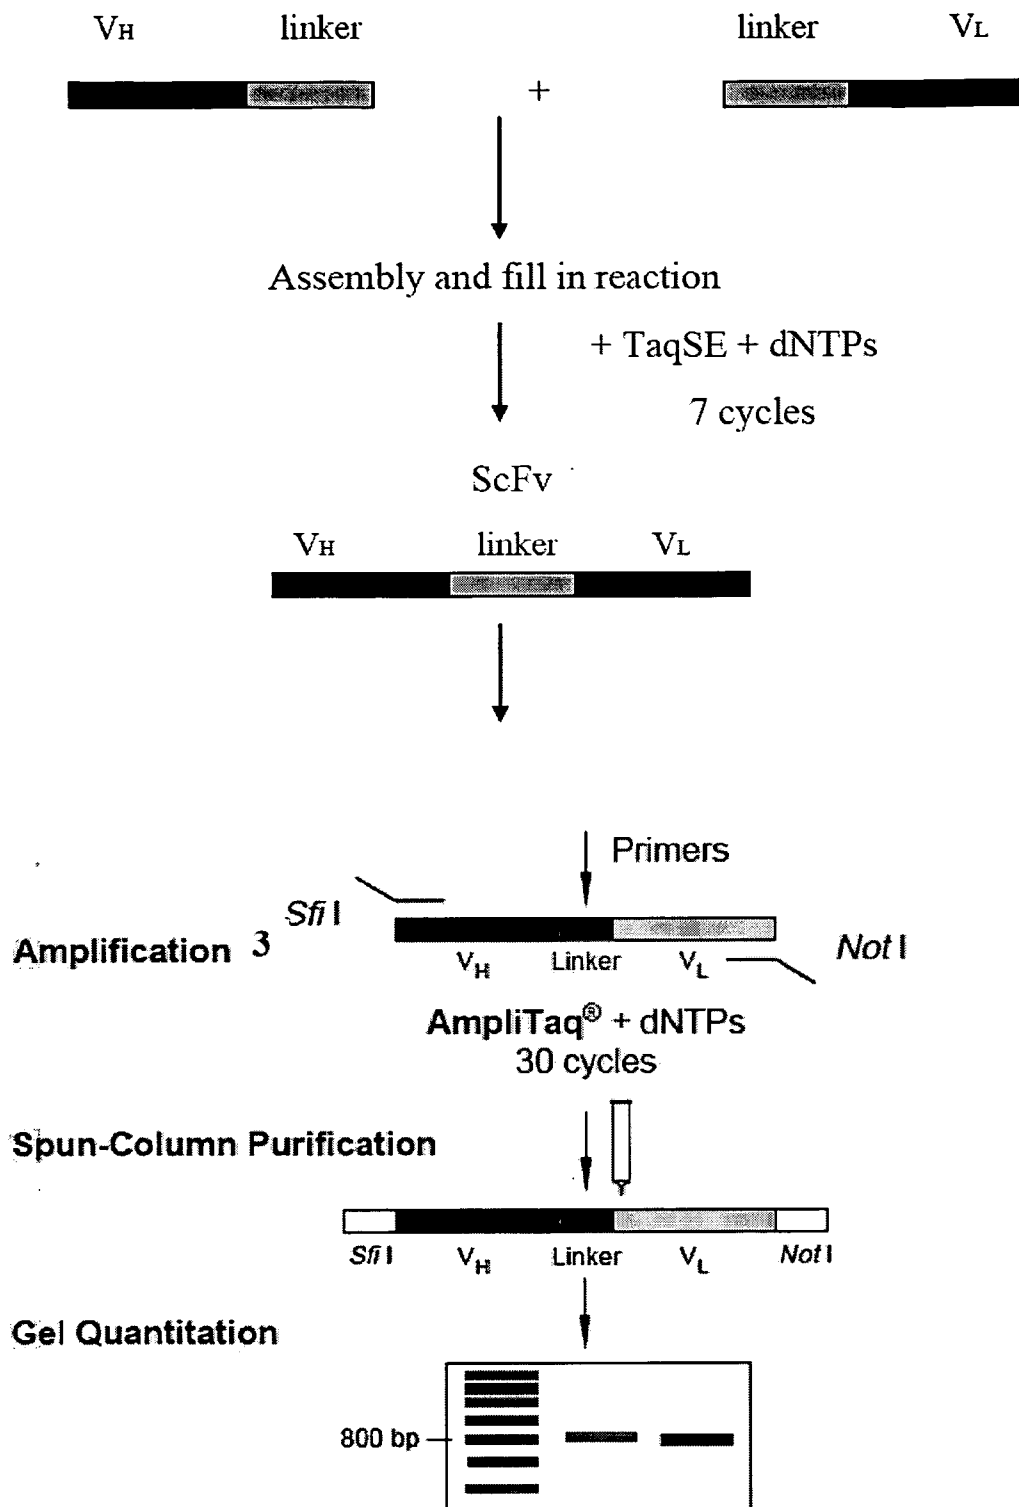 VH linker linker VL
+
Assembly and fill in reaction
+ TaqSE + dNTPs
7 cycles
ScFv
VH linker VL
Primers
Sfi I
Amplification 3
Not I
VH Linker VL
AmpliTaq® + dNTPs
30 cycles
Spun-Column Purification
Sfi I VH Linker VL Not I
Gel Quantitation
800 bp